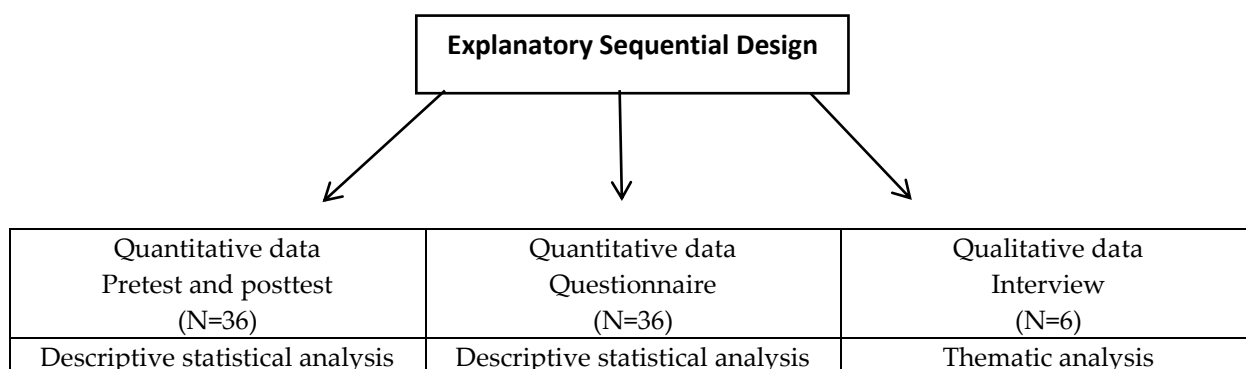 Explanatory Sequential Design
Quantitative data
Pretest and posttest
(N=36)
Quantitative data
Questionnaire
(N=36)
Qualitative data
Interview
(N=6)
Descriptive statistical analysis
Descriptive statistical analysis
Thematic analysis